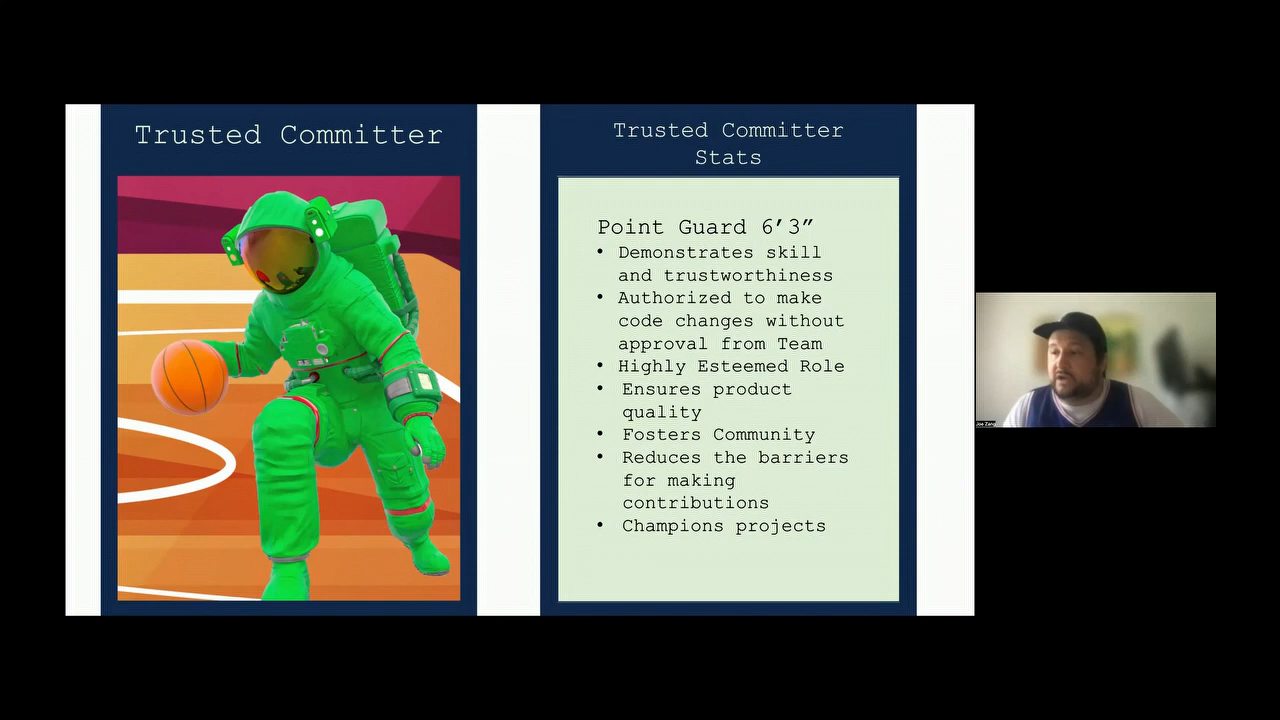 Trusted Committer
Trusted Committer
Stats
Point Guard 6’3”
• Demonstrates skill
and trustworthiness
• Authorized to make
code changes without
approval from Team
• Highly Esteemed Role
• Ensures product
quality
• Fosters Community
• Reduces the barriers
for making
contributions
• Champions projects
Joe Zang